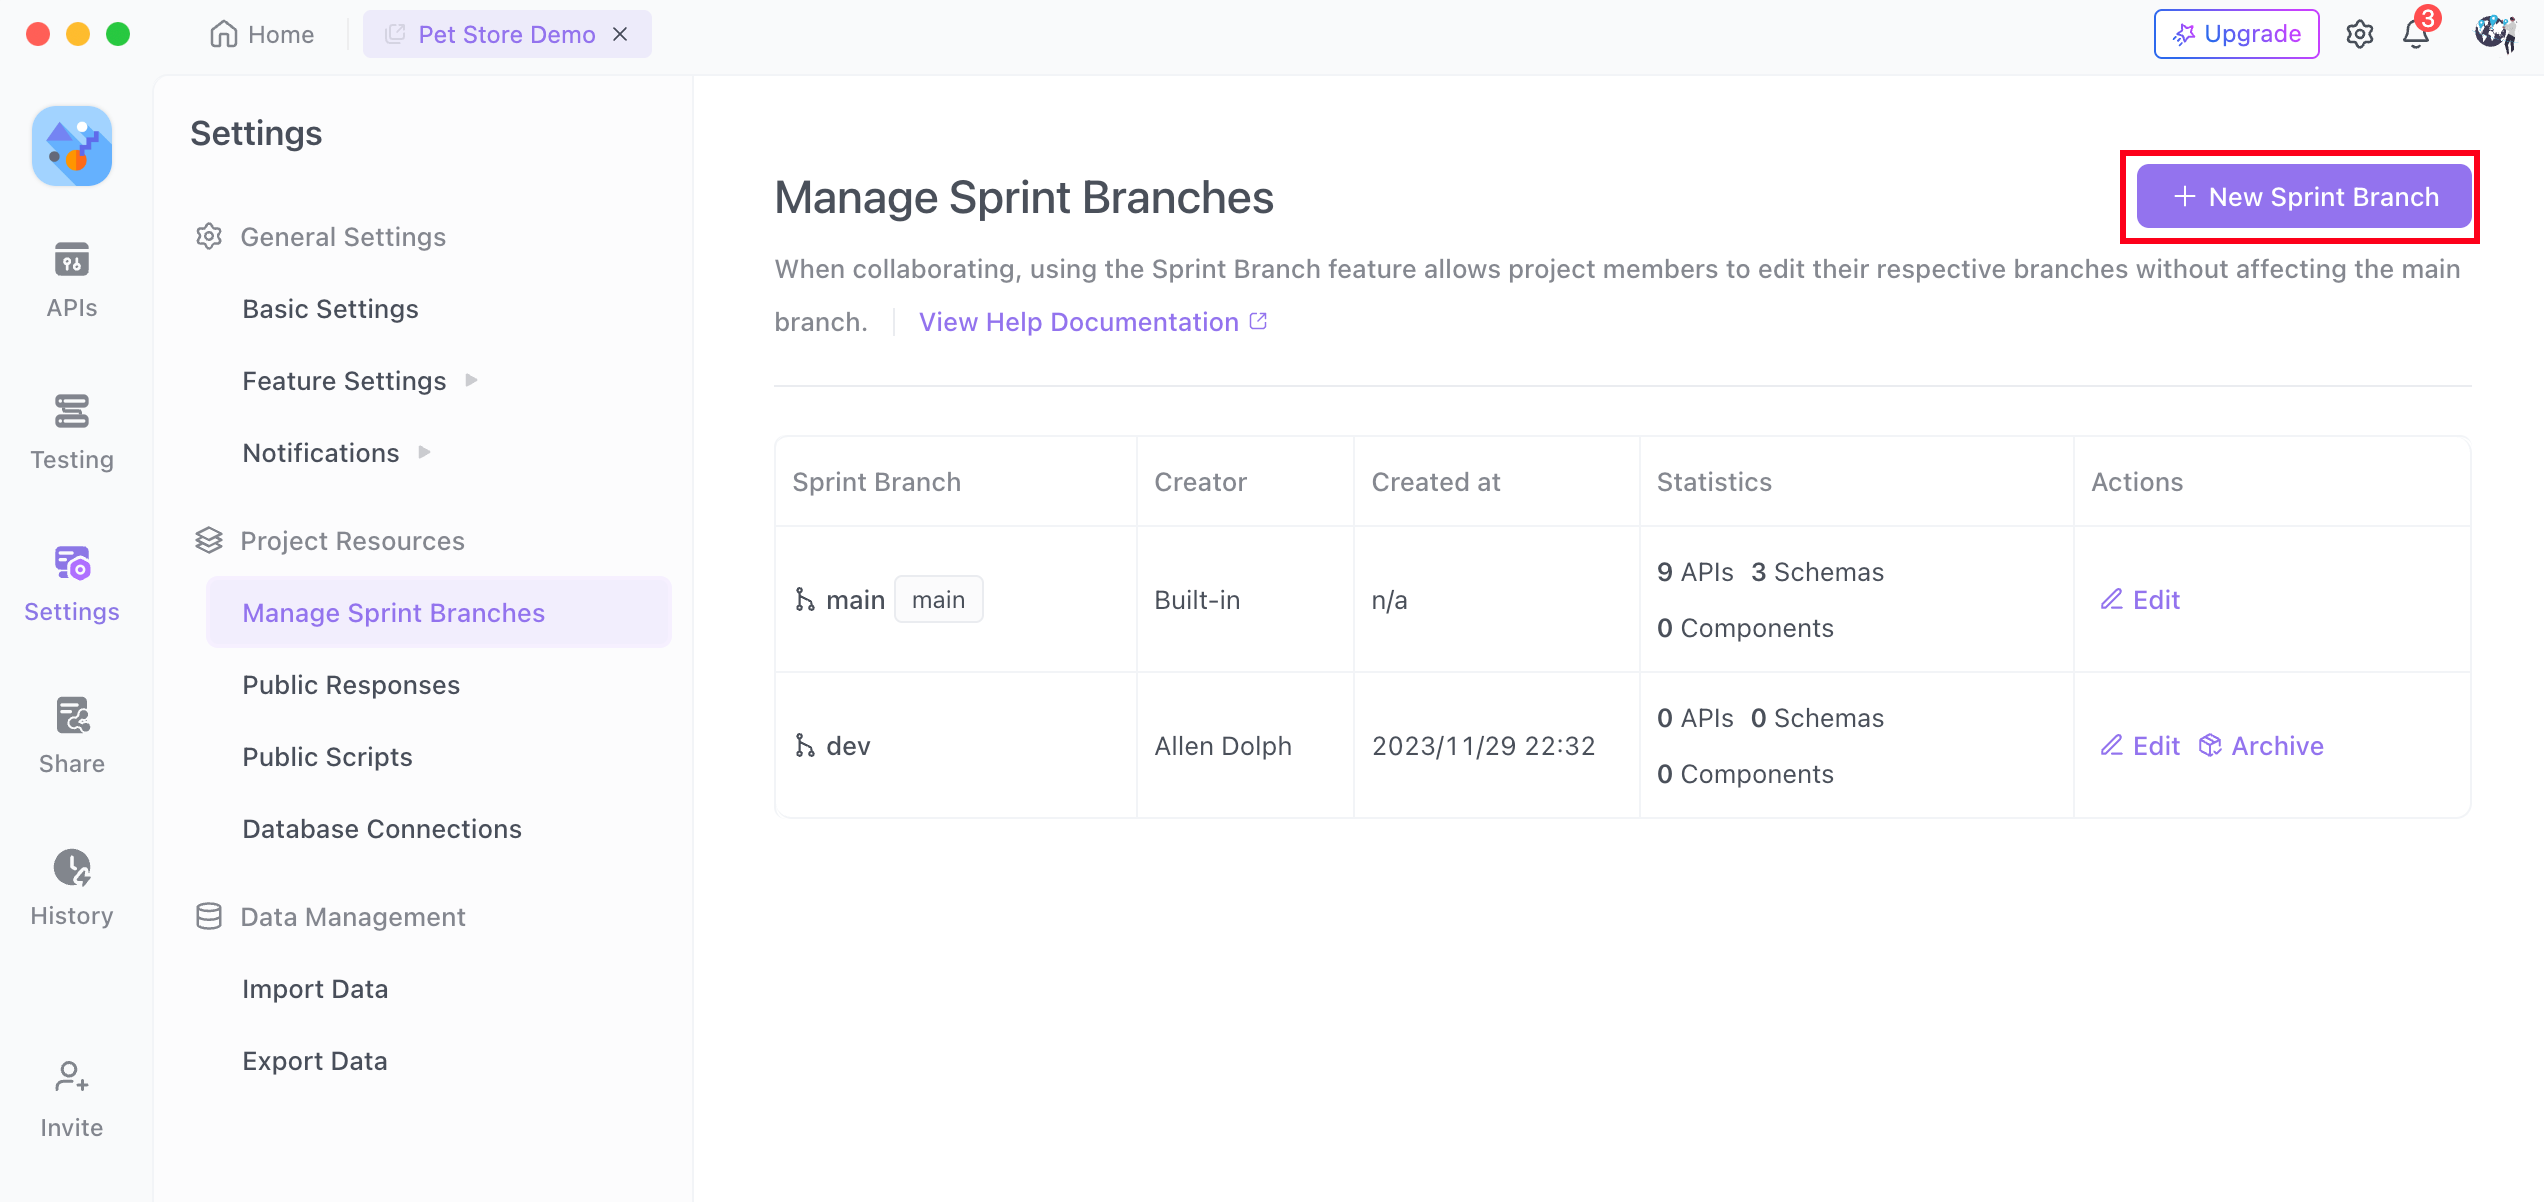 Home
Pet Store Demo
Upgrade
3
APIs
Testing
Settings
Share
History
Invite
Settings
General Settings
Basic Settings
Feature Settings
Notifications
Project Resources
Manage Sprint Branches
Public Responses
Public Scripts
Database Connections
Data Management
Import Data
Export Data
Manage Sprint Branches
New Sprint Branch
When collaborating, using the Sprint Branch feature allows project members to edit their respective branches without affecting the main
branch. View Help Documentation
Sprint Branch Creator Created at Statistics Actions
main main Built-in n/a 9 APIs 3 Schemas Edit
0 Components
dev Allen Dolph 2023/11/29 22:32 0 APIs 0 Schemas Edit Archive
0 Components